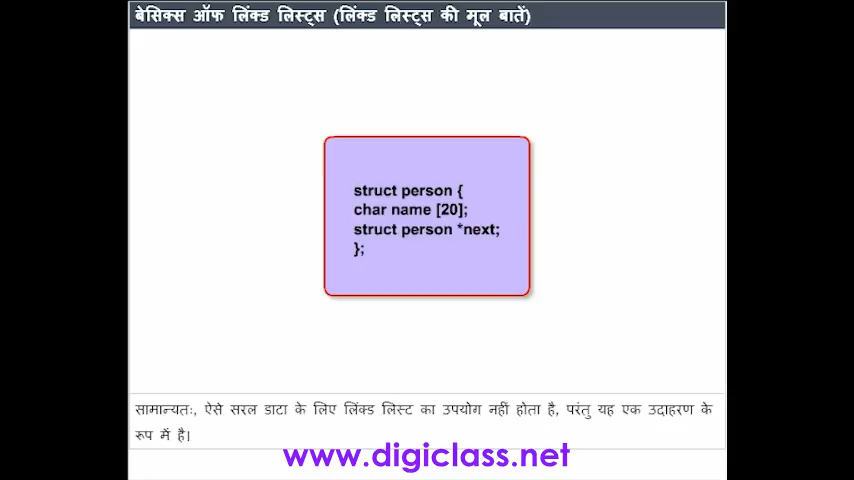 बेसिक्स ऑफ लिंक्ड लिस्ट्स (लिंक्ड लिस्ट्स की मूल बातें)
struct person {
char name [20];
struct person *next;
};
सामान्यतः, ऐसे सरल डाटा के लिए लिंक्ड लिस्ट का उपयोग नहीं होता है, परंतु यह एक उदाहरण के
रुप में है।
www.digiclass.net